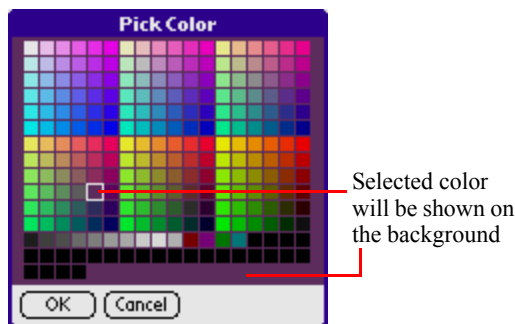 Pick Color
Selected color
will be shown on
the background
OK
Cancel